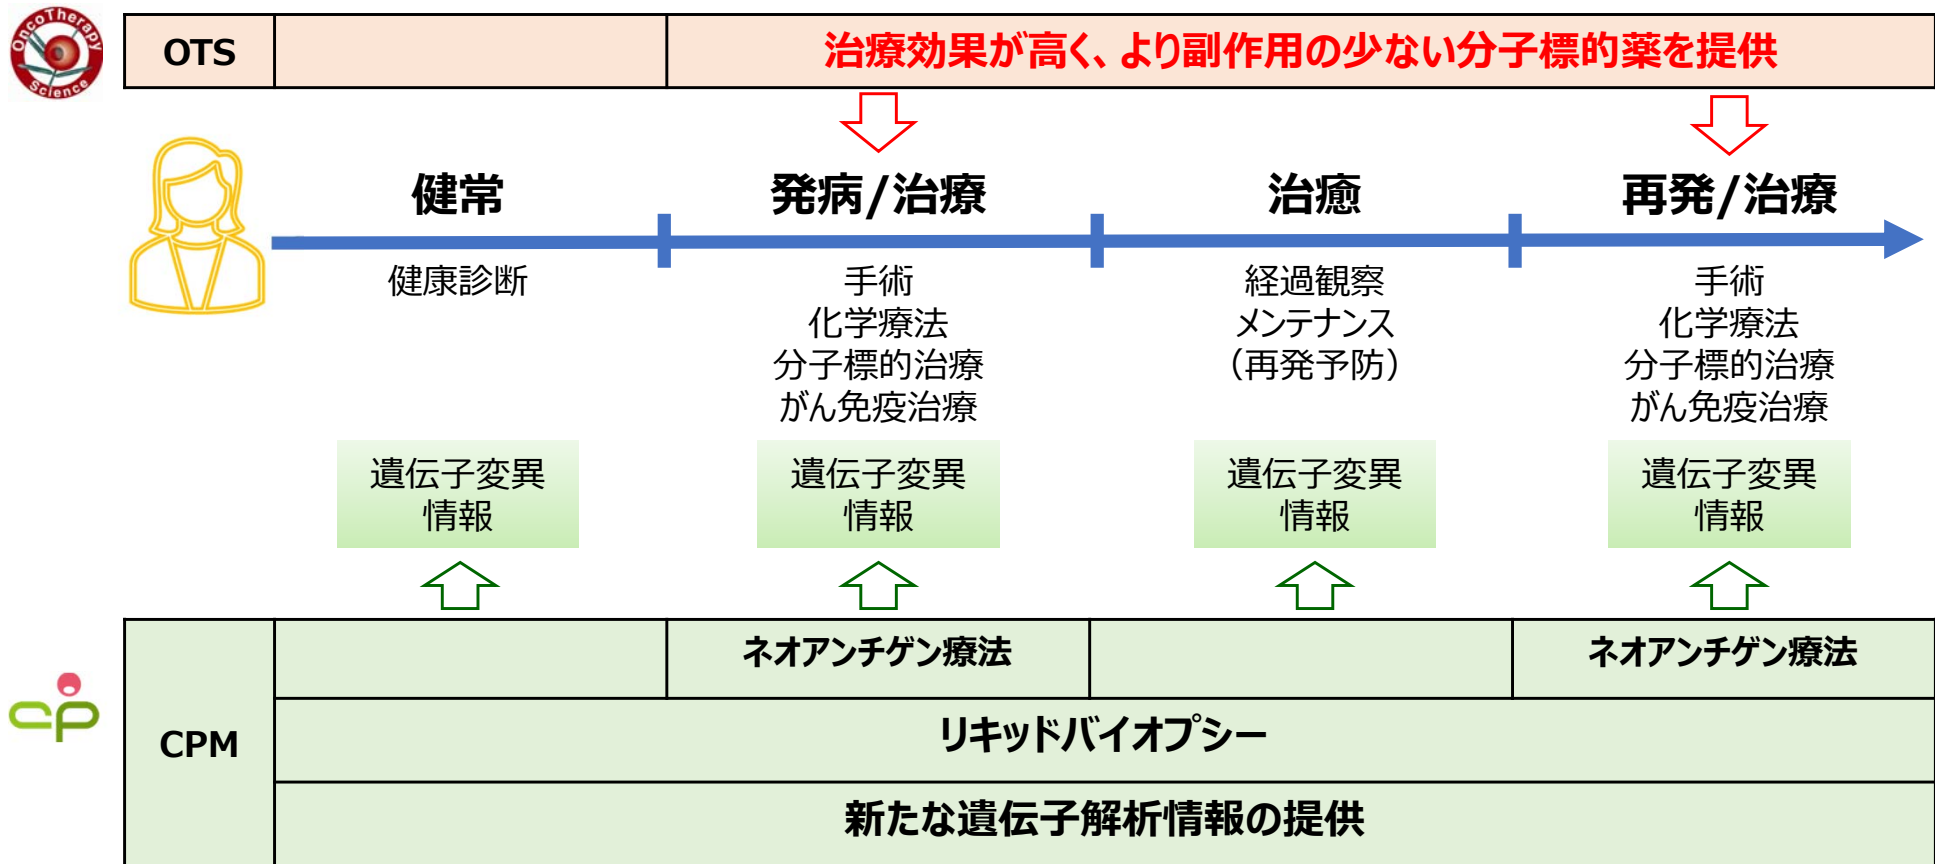 OncoTherapy Science
OTS
治療効果が高く、より副作用の少ない分子標的薬を提供
健常
発病/治療
治癒
再発/治療
健康診断
手術
化学療法
分子標的治療
がん免疫治療
経過観察
メンテナンス
（再発予防）
手術
化学療法
分子標的治療
がん免疫治療
遺伝子変異
情報
遺伝子変異
情報
遺伝子変異
情報
遺伝子変異
情報
cp
CPM
ネオアンチゲン療法
ネオアンチゲン療法
リキッドバイオプシー
新たな遺伝子解析情報の提供